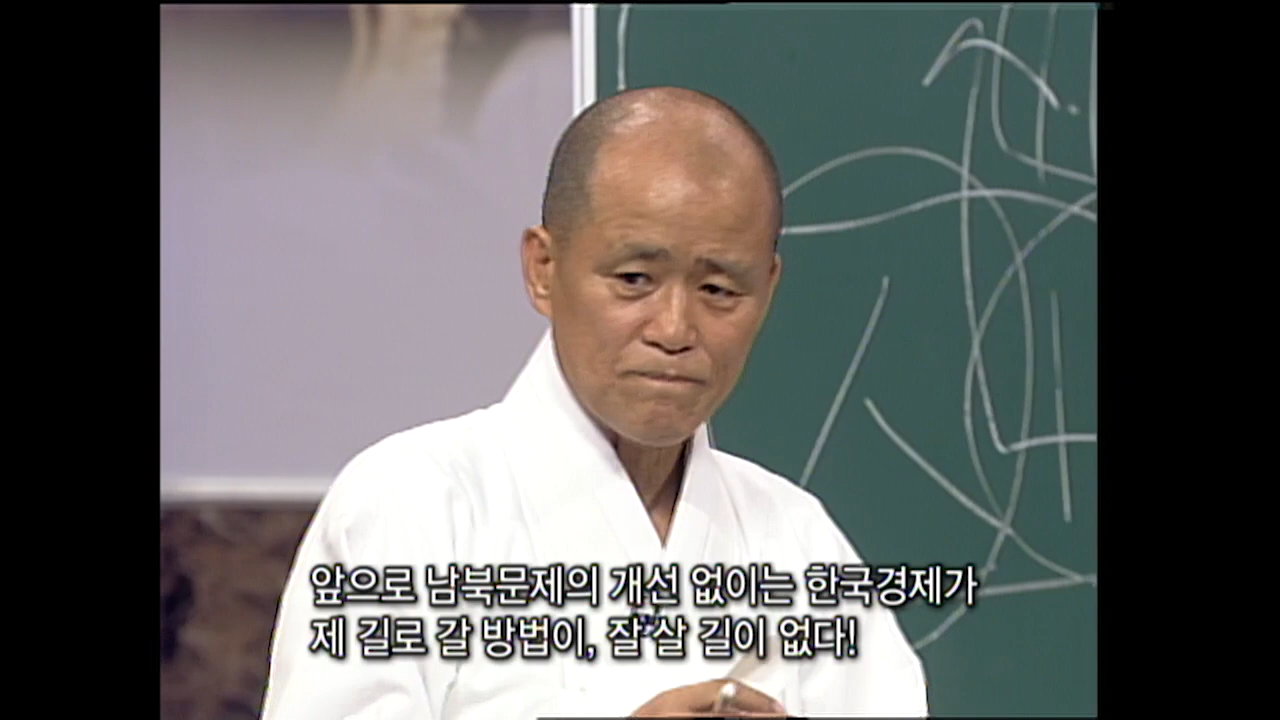 앞으로 남북문제의 개선 없이는 한국경제가
제 길로 갈 방법이, 잘 살 길이 없다!